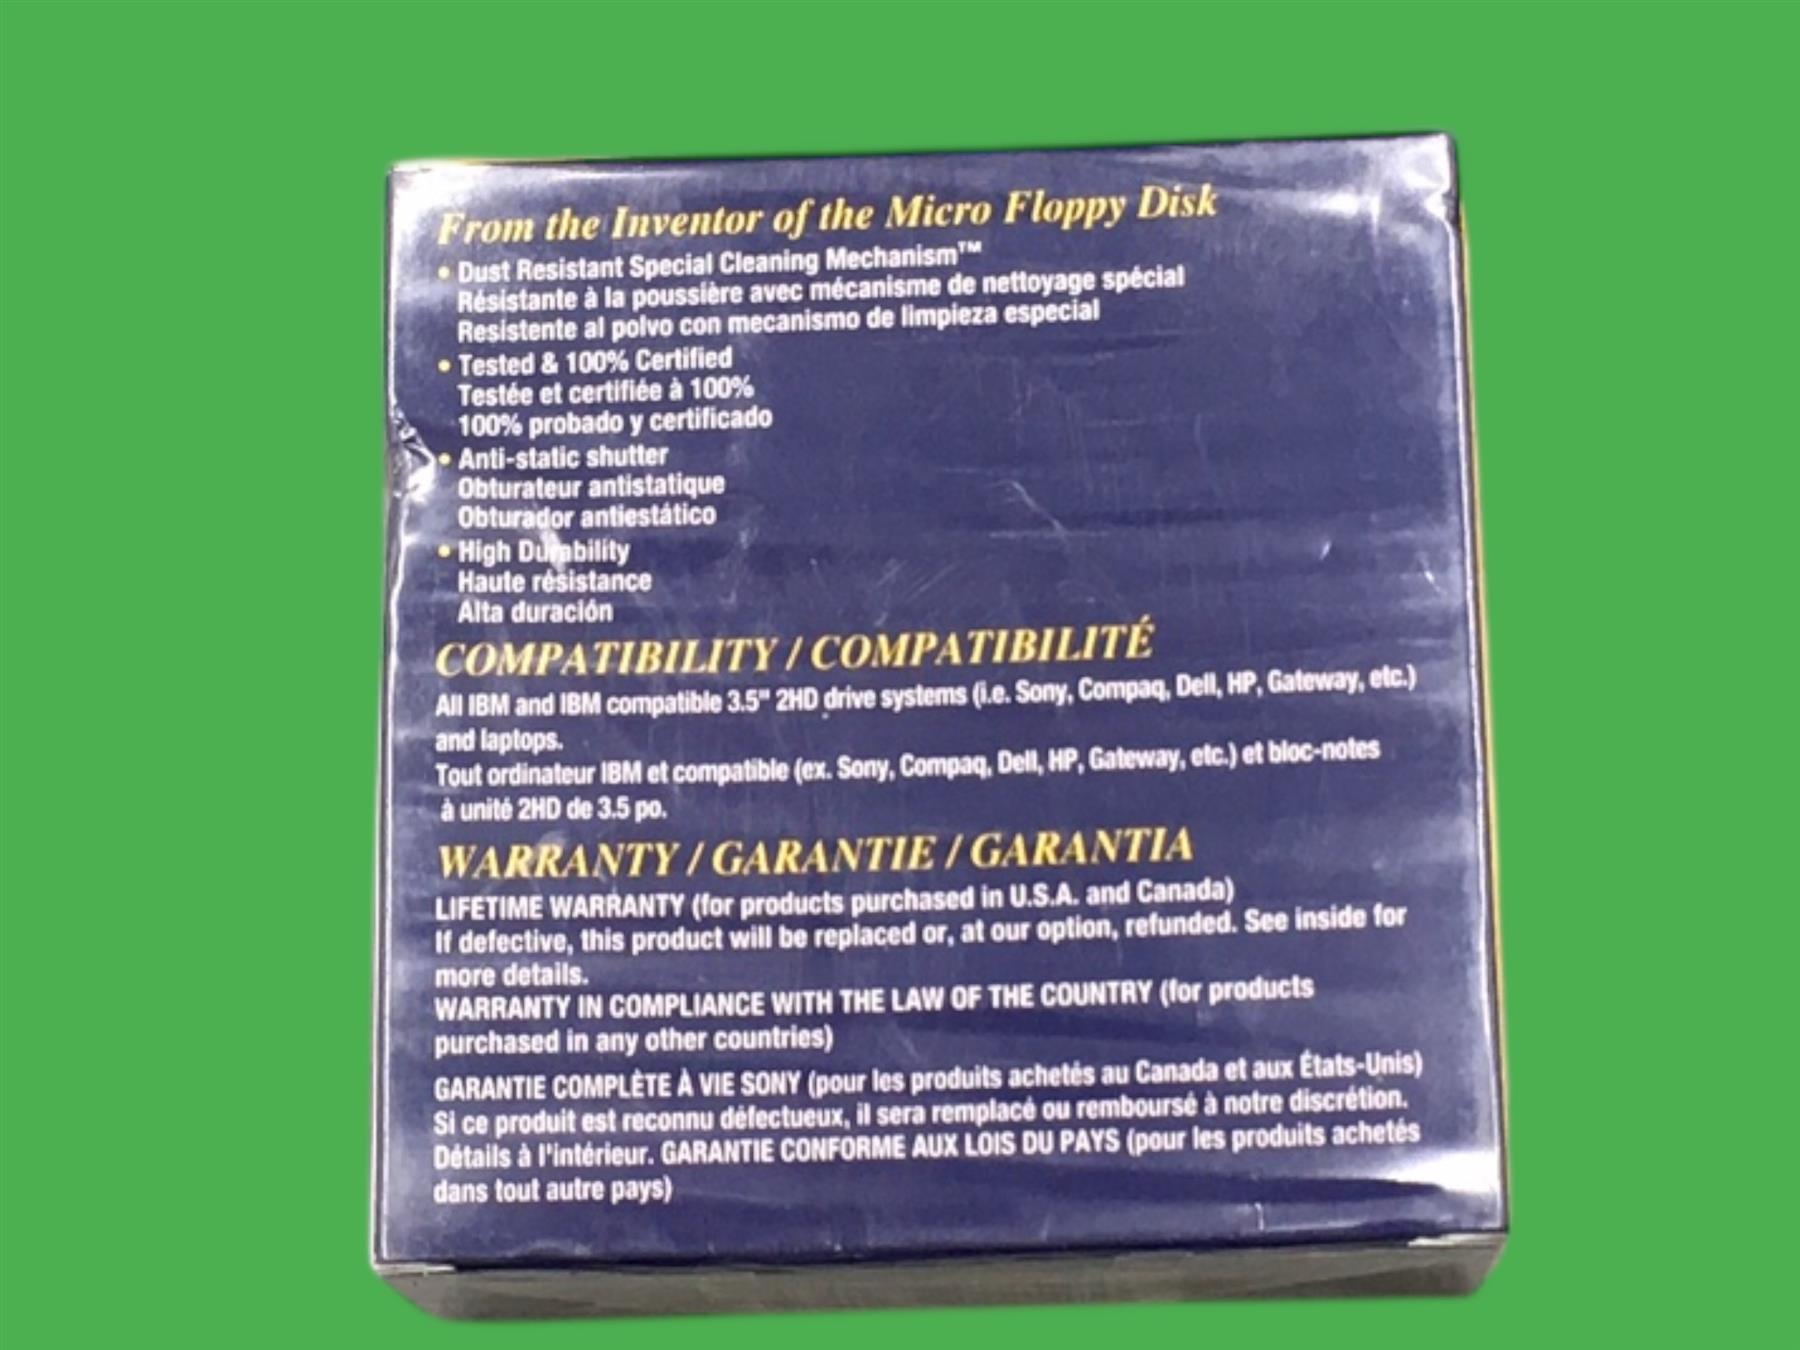 From the Inventor of the Micro Floppy Disk
• Dust Resistant Special Cleaning Mechanism™
Résistante à la poussière avec mécanisme de nettoyage spécial
Resistente al polvo con mecanismo de limpieza especial
• Tested & 100% Certified
Testée et certifiée à 100%
100% probado y certificado
• Anti-static shutter
Obturateur antistatique
Obturador antiestático
• High Durability
Haute résistance
Alta duración
COMPATIBILITY / COMPATIBILITÉ
All IBM and IBM compatible 3.5" 2HD drive systems (i.e. Sony, Compaq, Dell, HP, Gateway, etc.)
and laptops.
Tout ordinateur IBM et compatible (ex. Sony, Compaq, Dell, HP, Gateway, etc.) et bloc-notes
à unité 2HD de 3.5 po.
WARRANTY / GARANTIE / GARANTIA
LIFETIME WARRANTY (for products purchased in U.S.A. and Canada)
If defective, this product will be replaced or, at our option, refunded. See inside for
more details.
WARRANTY IN COMPLIANCE WITH THE LAW OF THE COUNTRY (for products
purchased in any other countries)
GARANTIE COMPLÈTE À VIE SONY (pour les produits achetés au Canada et aux États-Unis)
Si ce produit est reconnu défectueux, il sera remplacé ou remboursé à notre discrétion.
Détails à l'intérieur. GARANTIE CONFORME AUX LOIS DU PAYS (pour les produits achetés
dans tout autre pays)